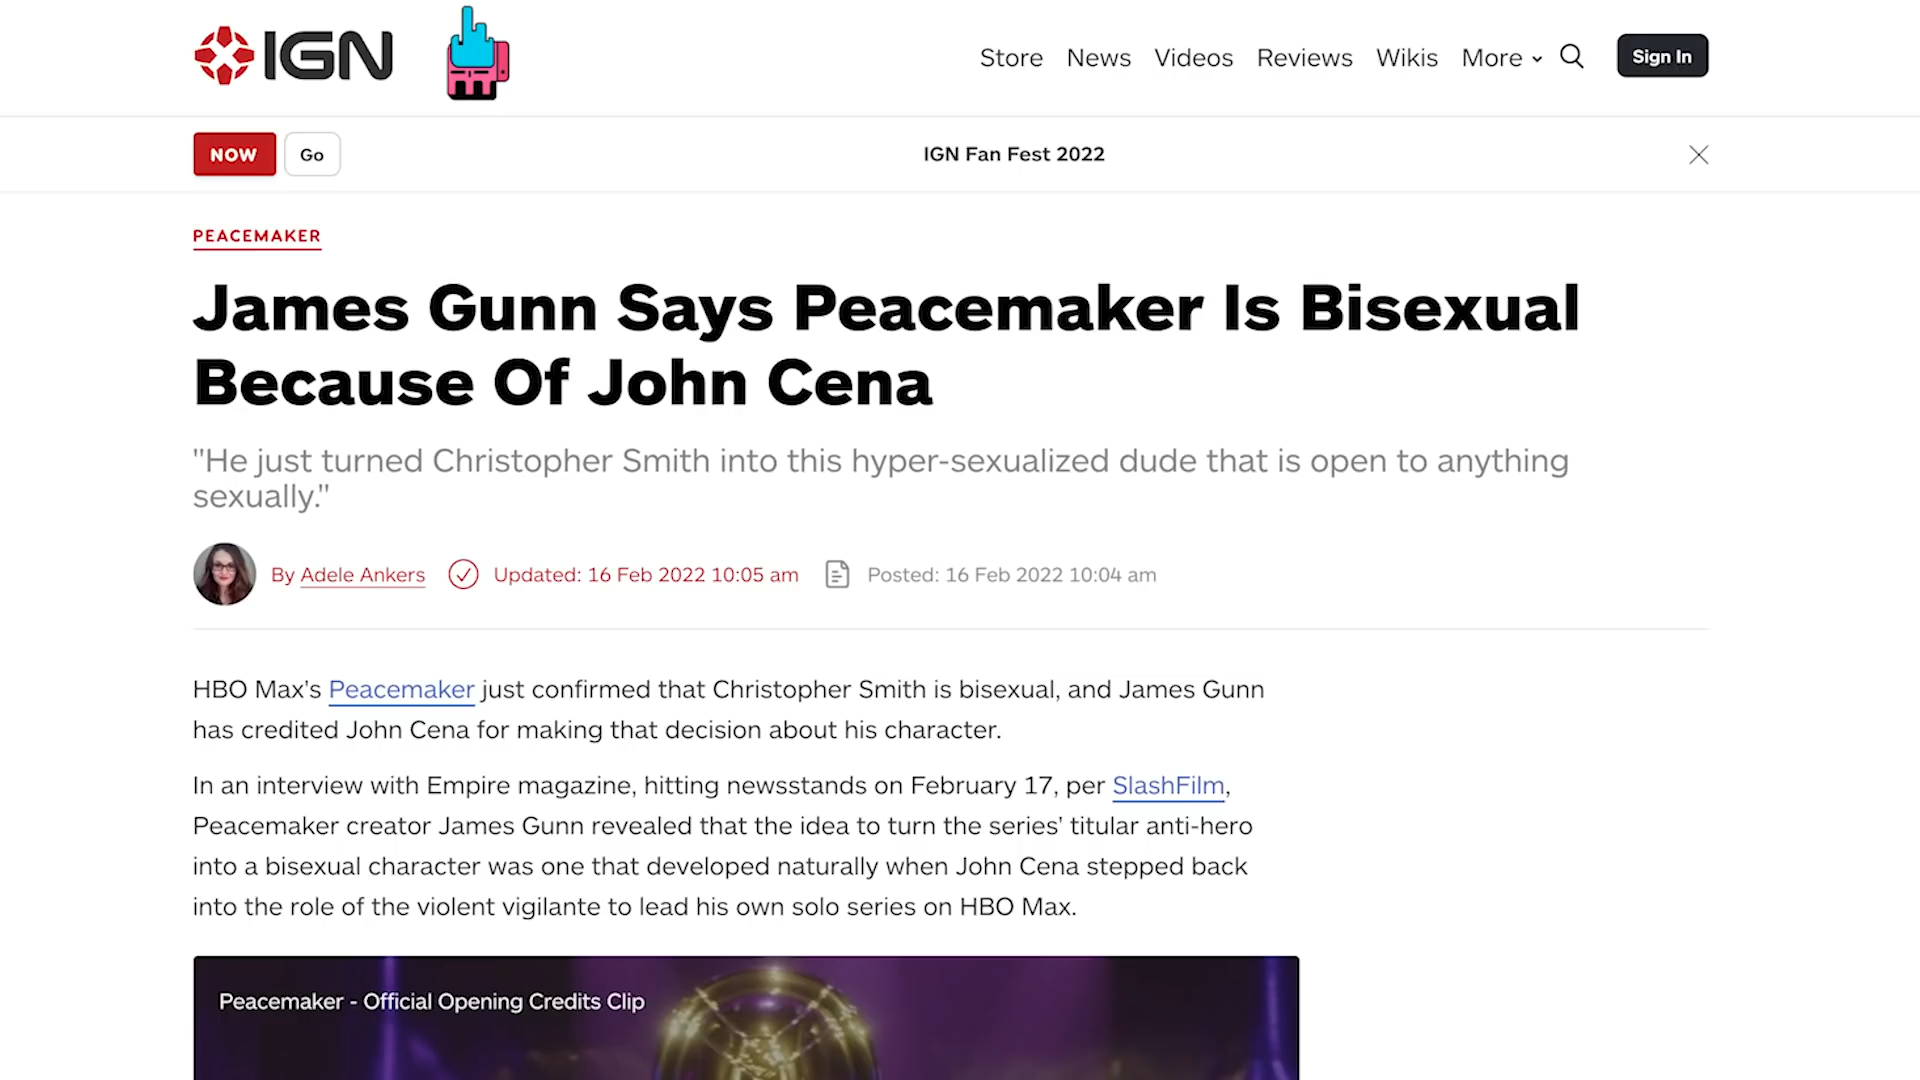 IGN
Store News Videos Reviews Wikis More Sign In
NOW Go IGN Fan Fest 2022
PEACEMAKER
James Gunn Says Peacemaker Is Bisexual
Because Of John Cena
"He just turned Christopher Smith into this hyper-sexualized dude that is open to anything
sexually."
By Adele Ankers Updated: 16 Feb 2022 10:05 am Posted: 16 Feb 2022 10:04 am
HBO Max's Peacemaker just confirmed that Christopher Smith is bisexual, and James Gunn
has credited John Cena for making that decision about his character.
In an interview with Empire magazine, hitting newsstands on February 17, per SlashFilm,
Peacemaker creator James Gunn revealed that the idea to turn the series' titular anti-hero
into a bisexual character was one that developed naturally when John Cena stepped back
into the role of the violent vigilante to lead his own solo series on HBO Max.
Peacemaker - Official Opening Credits Clip